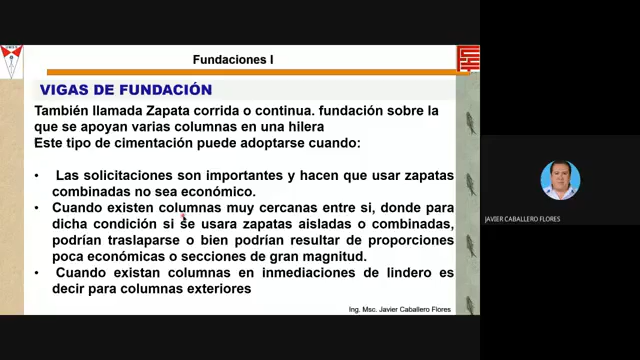 Fundaciones I
VIGAS DE FUNDACIÓN
También llamada Zapata corrida o continua. fundación sobre la
que se apoyan varias columnas en una hilera
Este tipo de cimentación puede adoptarse cuando:
• Las solicitaciones son importantes y hacen que usar zapatas
combinadas no sea económico.
• Cuando existen columnas muy cercanas entre si, donde para
dicha condición si se usara zapatas aisladas o combinadas,
podrían traslaparse o bien podrían resultar de proporciones
poca económicas o secciones de gran magnitud.
• Cuando existan columnas en inmediaciones de lindero es
decir para columnas exteriores
Ing. Msc. Javier Caballero Flores
JAVIER CABALLERO FLORES